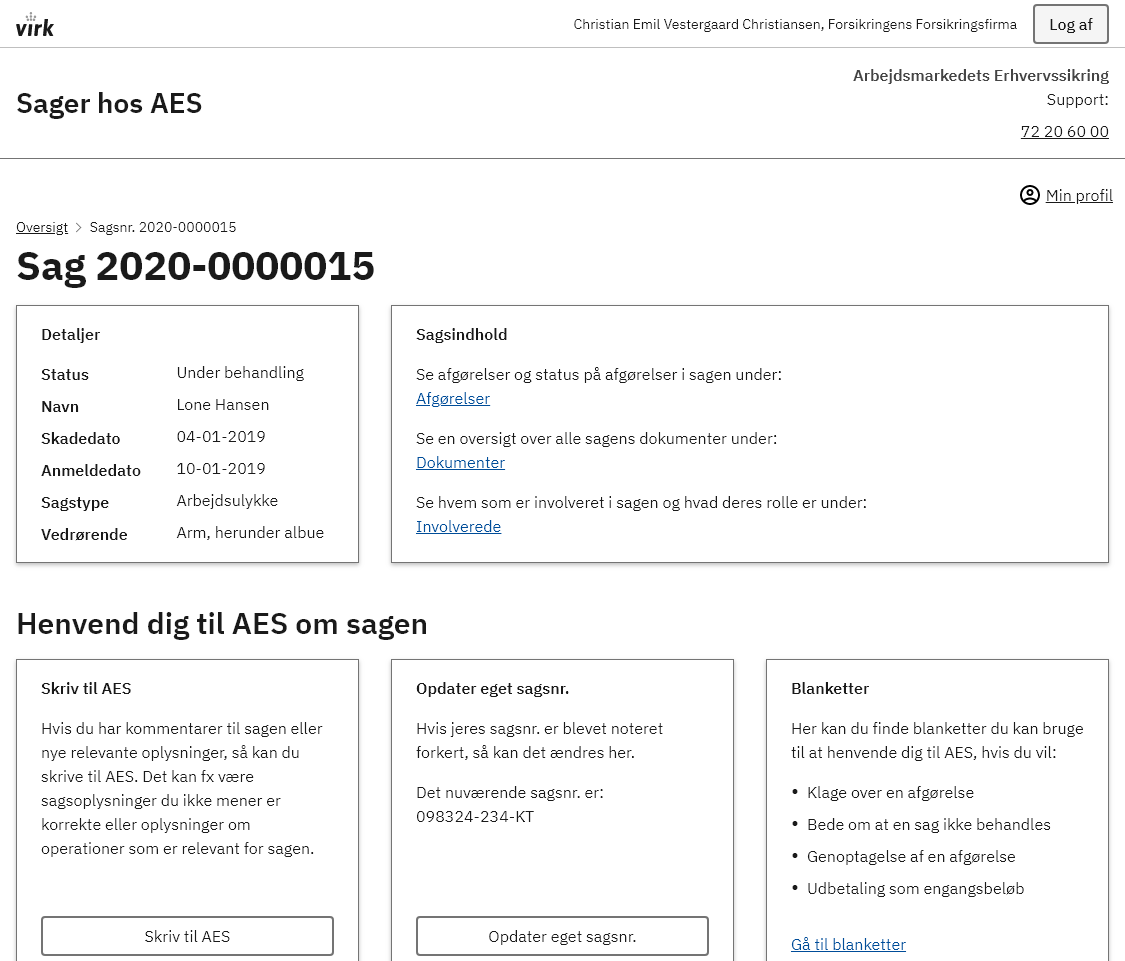 virk
Christian Emil Vestergaard Christiansen, Forsikringens Forsikringsfirma
Log af
Sager hos AES
Arbejdsmarkedets Erhvervssikring
Support:
72 20 60 00
Min profil
Oversigt > Sagsnr. 2020-0000015
Sag 2020-0000015
Detaljer
Status Under behandling
Navn Lone Hansen
Skadedato 04-01-2019
Anmeldedato 10-01-2019
Sagstype Arbejdsulykke
Vedrørende Arm, herunder albue
Sagsindhold
Se afgørelser og status på afgørelser i sagen under:
Afgørelser
Se en oversigt over alle sagens dokumenter under:
Dokumenter
Se hvem som er involveret i sagen og hvad deres rolle er under:
Involverede
Henvend dig til AES om sagen
Skriv til AES
Hvis du har kommentarer til sagen eller
nye relevante oplysninger, så kan du
skrive til AES. Det kan fx være
sagsoplysninger du ikke mener er
korrekte eller oplysninger om
operationer som er relevant for sagen.
Skriv til AES
Opdater eget sagsnr.
Hvis jeres sagsnr. er blevet noteret
forkert, så kan det ændres her.
Det nuværende sagsnr. er:
098324-234-KT
Opdater eget sagsnr.
Blanketter
Her kan du finde blanketter du kan bruge
til at henvende dig til AES, hvis du vil:
• Klage over en afgørelse
• Bede om at en sag ikke behandles
• Genoptagelse af en afgørelse
• Udbetaling som engangsbeløb
Gå til blanketter